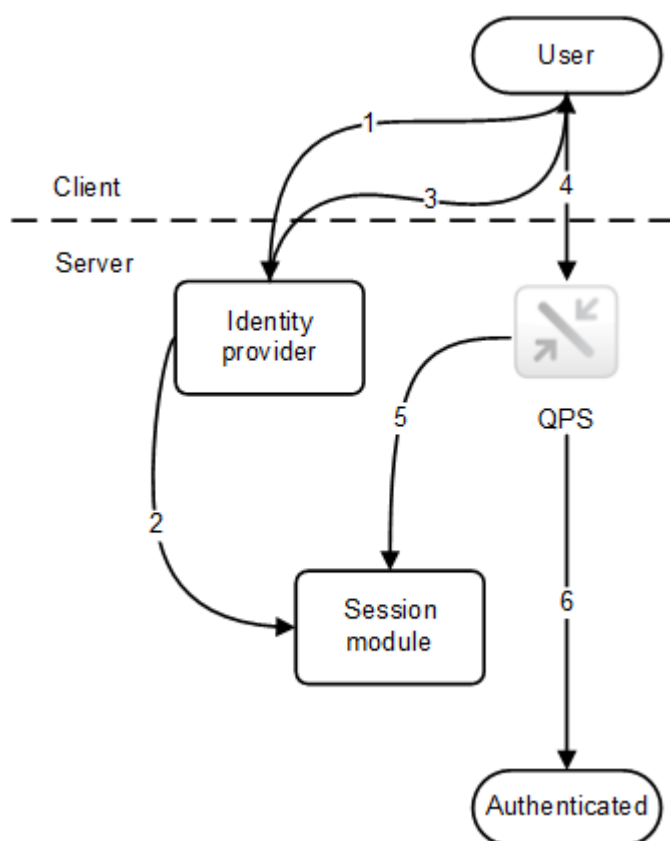 User
1
3
4
Client
Server
Identity
provider
5
QPS
2
6
Session
module
Authenticated